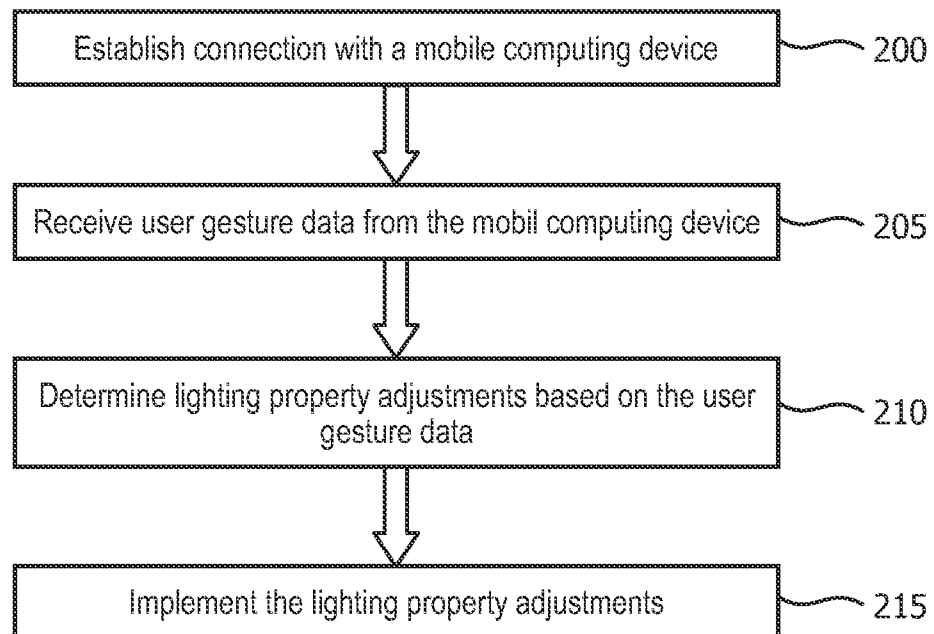 Establish connection with a mobile computing device
200
Receive user gesture data from the mobil computing device
205
Determine lighting property adjustments based on the user
gesture data
210
Implement the lighting property adjustments
215